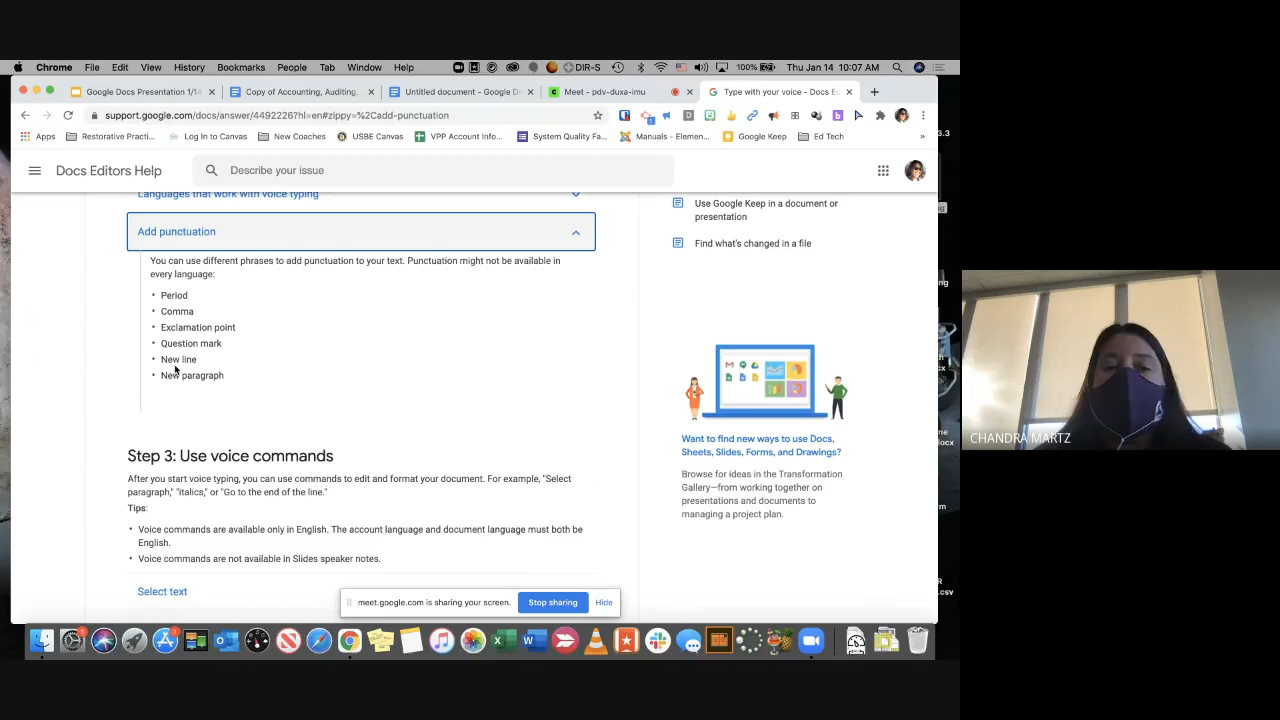 Chrome File Edit View History Bookmarks People Tab Window Help
DIR-S 100% Thu Jan 14 10:07 AM
Google Docs Presentation 1/14
Copy of Accounting, Auditing,
Untitled document - Google D
Meet - pdv-duxa-imu
Type with your voice - Docs E
support.google.com/docs/answer/4492226?hl=en#zippy=%2Cadd-punctuation
Apps Restorative Practi... Log In to Canvas New Coaches USBE Canvas VPP Account Info... System Quality Fa... Manuals - Elemen... Google Keep Ed Tech »
Docs Editors Help
Describe your issue
Languages that work with voice typing
Add punctuation
You can use different phrases to add punctuation to your text. Punctuation might not be available in
every language:
• Period
• Comma
• Exclamation point
• Question mark
• New line
• New paragraph
Step 3: Use voice commands
After you start voice typing, you can use commands to edit and format your document. For example, "Select
paragraph," "italics," or "Go to the end of the line."
Tips:
• Voice commands are available only in English. The account language and document language must both be
English.
• Voice commands are not available in Slides speaker notes.
Select text
Use Google Keep in a document or
presentation
Find what's changed in a file
Want to find new ways to use Docs,
Sheets, Slides, Forms, and Drawings?
Browse for ideas in the Transformation
Gallery—from working together on
presentations and documents to
managing a project plan.
meet.google.com is sharing your screen.
Stop sharing
Hide
CHANDRA MARTZ